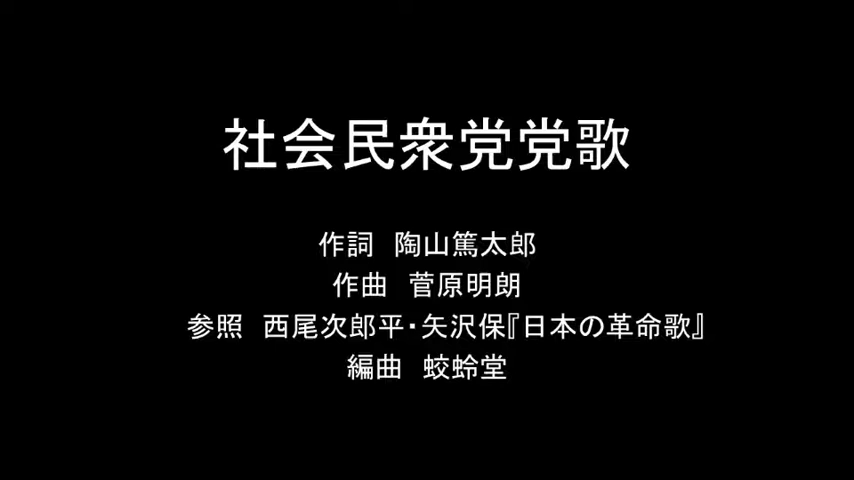 社会民衆党党歌
作詞　陶山篤太郎
作曲　菅原明朗
参照　西尾次郎平・矢沢保『日本の革命歌』
編曲　蛟蛉堂